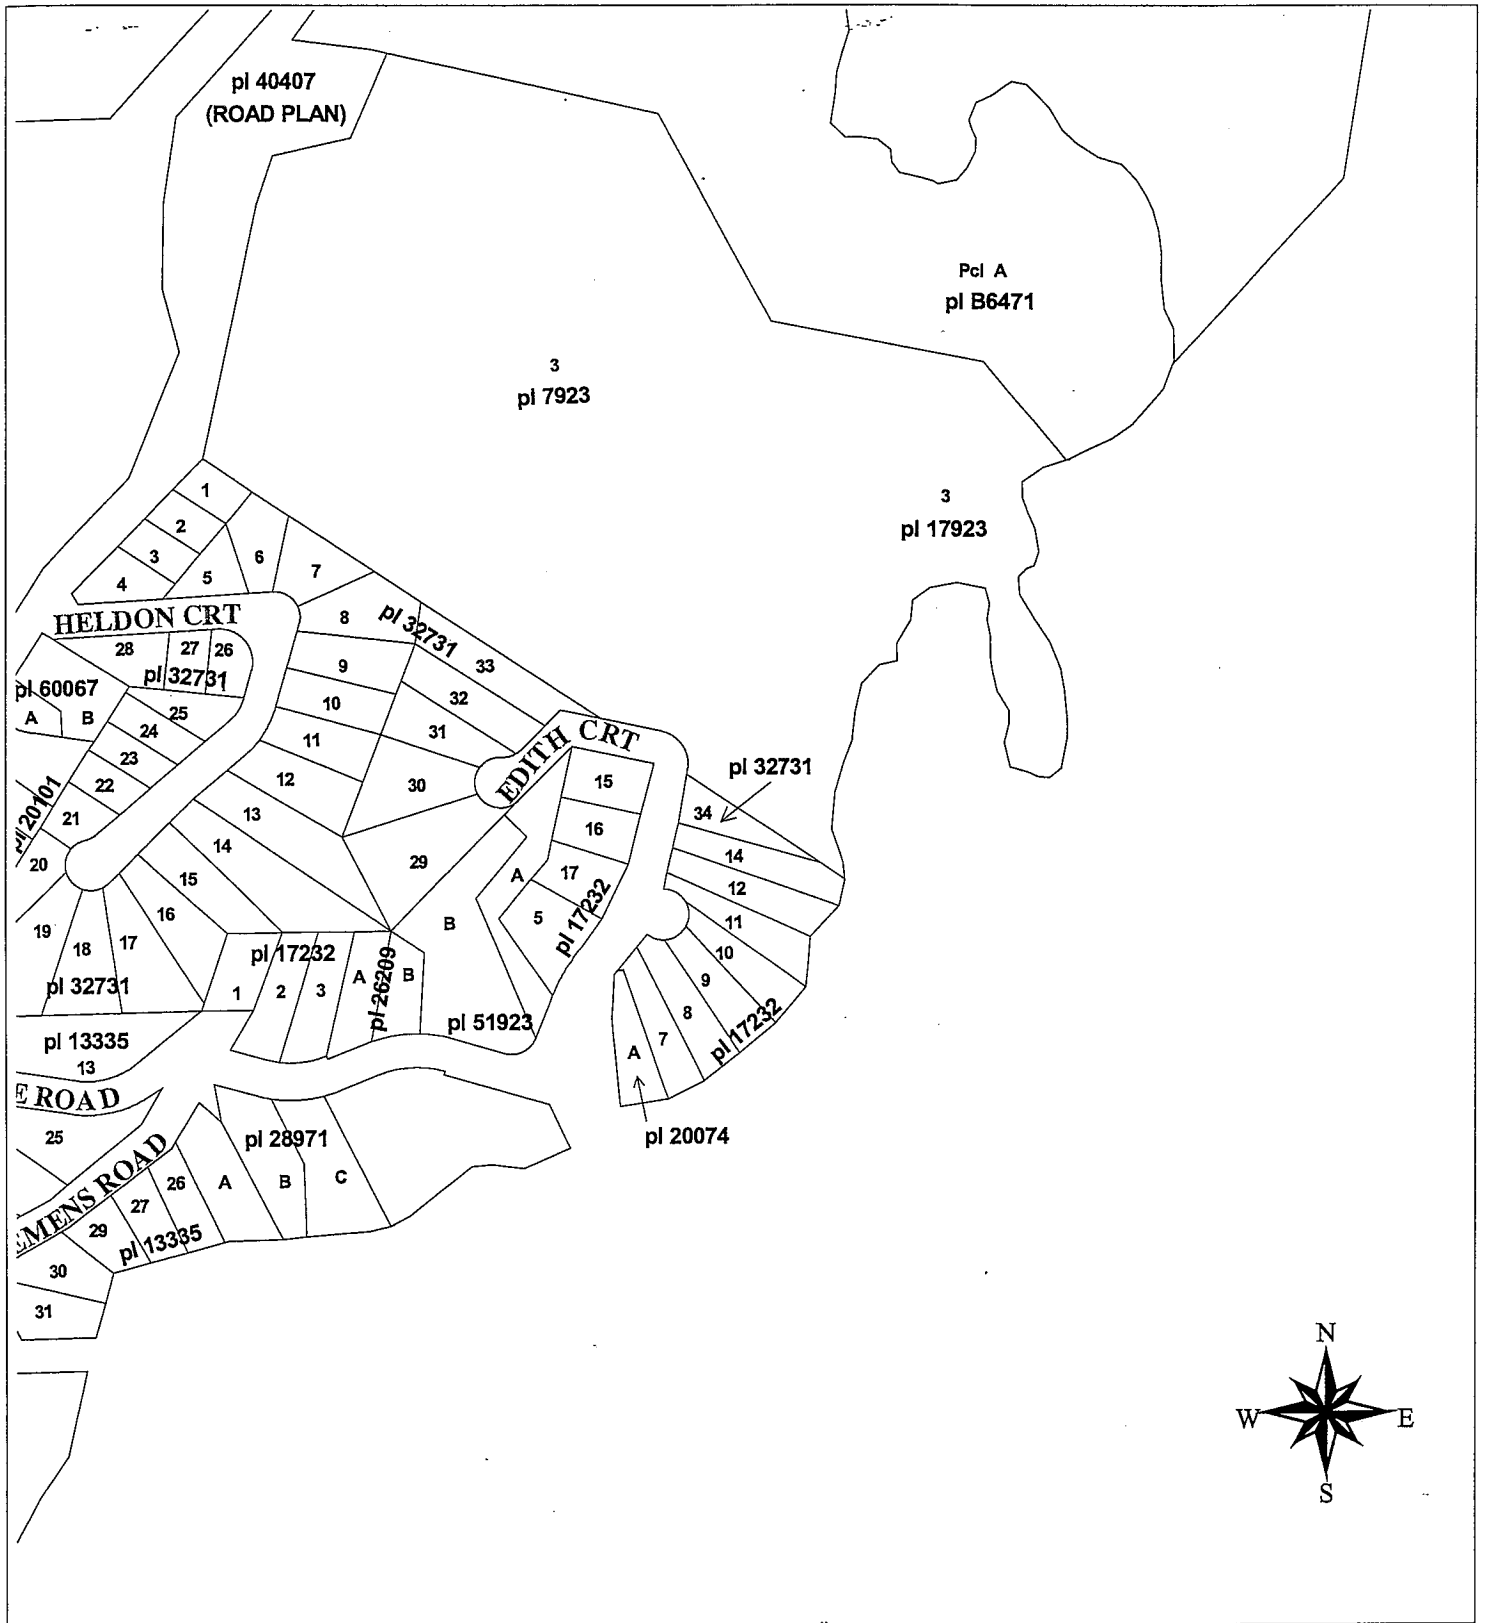 pl 40407
(ROAD PLAN)
Pcl A
pl B6471
3
pl 7923
3
pl 17923
1
2
3
4
5
6
7
8
pl 32731
33
HELDON CRT
28
27
26
pl 32731
9
32
10
31
pl 60067
A
B
25
24
23
22
21
20
pl 20101
11
12
30
13
14
EDITH CRT
15
16
17
5
pl 17232
A
29
B
pl 32731
34
14
12
11
10
9
8
7
A
pl 17232
pl 20074
15
16
19
18
17
pl 32731
pl 17232
1
2
3
A
pl 26209
B
pl 51923
pl 13335
13
E ROAD
25
pl 28971
A
B
C
EMENS ROAD
26
27
29
pl 13335
30
31
N
W
E
S